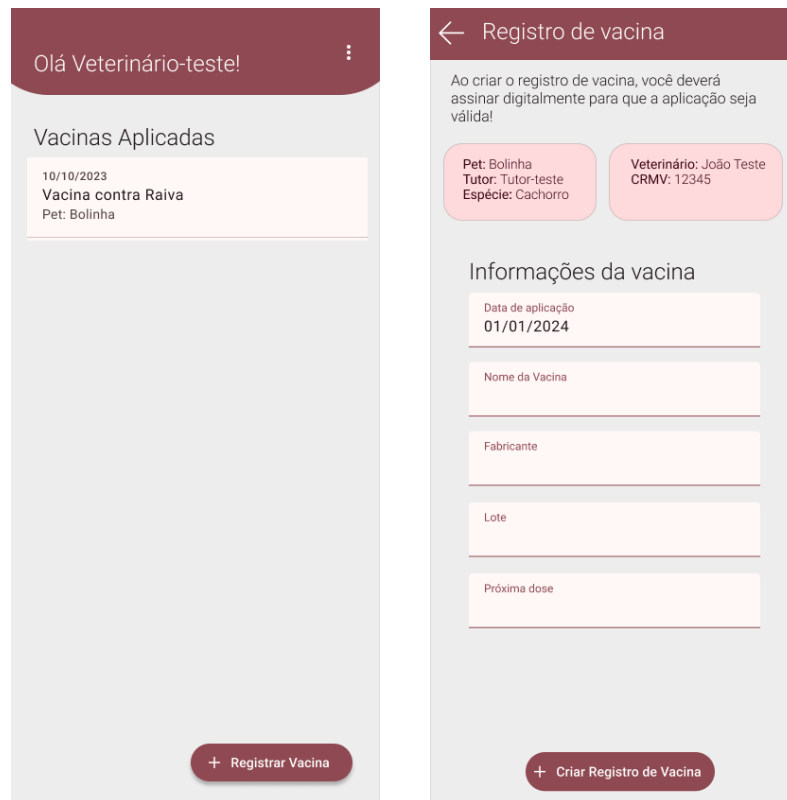 Olá Veterinário-teste!
Vacinas Aplicadas
10/10/2023
Vacina contra Raiva
Pet: Bolinha
+ Registrar Vacina
Registro de vacina
Ao criar o registro de vacina, você deverá
assinar digitalmente para que a aplicação seja
válida!
Pet: Bolinha
Tutor: Tutor-teste
Espécie: Cachorro
Veterinário: João Teste
CRMV: 12345
Informações da vacina
Data de aplicação
01/01/2024
Nome da Vacina
Fabricante
Lote
Próxima dose
+ Criar Registro de Vacina